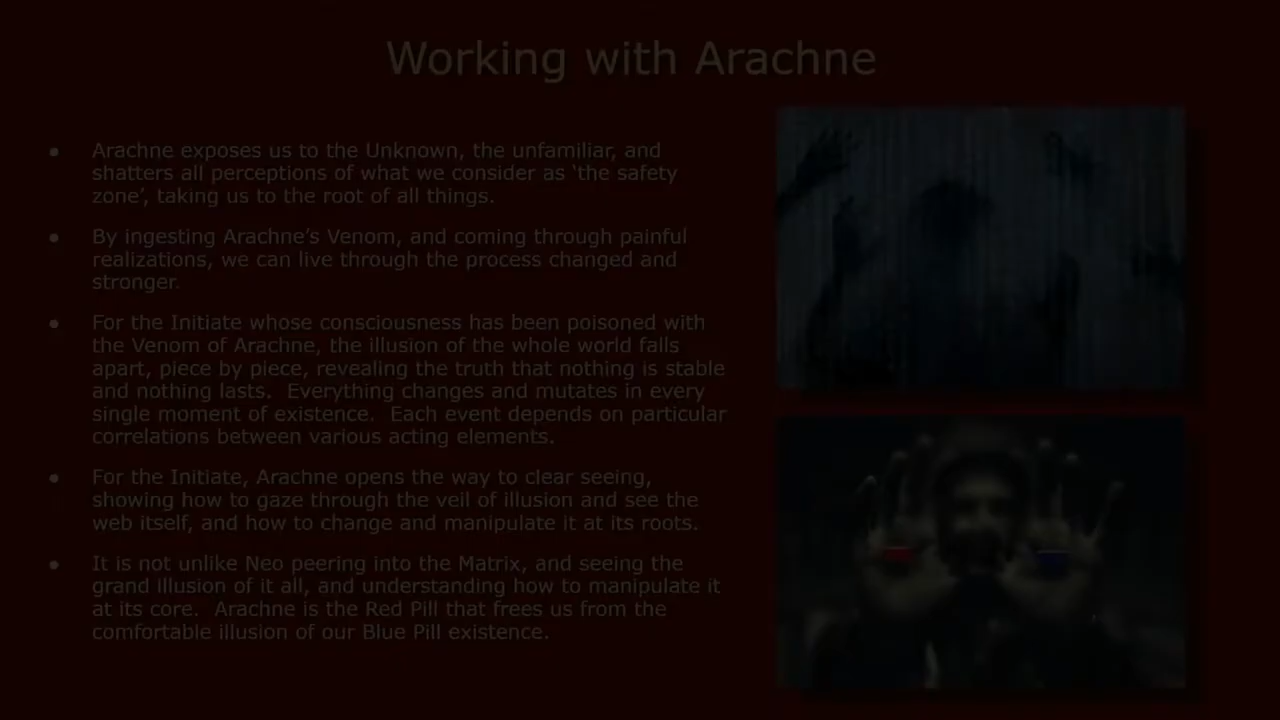 Working with Arachne
• Arachne exposes us to the Unknown, the unfamiliar, and
shatters all perceptions of what we consider as ‘the safety
zone’, taking us to the root of all things.
• By ingesting Arachne’s Venom, and coming through painful
realizations, we can live through the process changed and
stronger.
• For the Initiate whose consciousness has been poisoned with
the Venom of Arachne, the illusion of the whole world falls
apart, piece by piece, revealing the truth that nothing is stable
and nothing lasts.  Everything changes and mutates in every
single moment of existence.  Each event depends on particular
correlations between various acting elements.
• For the Initiate, Arachne opens the way to clear seeing,
showing how to gaze through the veil of illusion and see the
web itself, and how to change and manipulate it at its roots.
• It is not unlike Neo peering into the Matrix, and seeing the
grand Illusion of it all, and understanding how to manipulate it
at its core.  Arachne is the Red Pill that frees us from the
comfortable illusion of our Blue Pill existence.